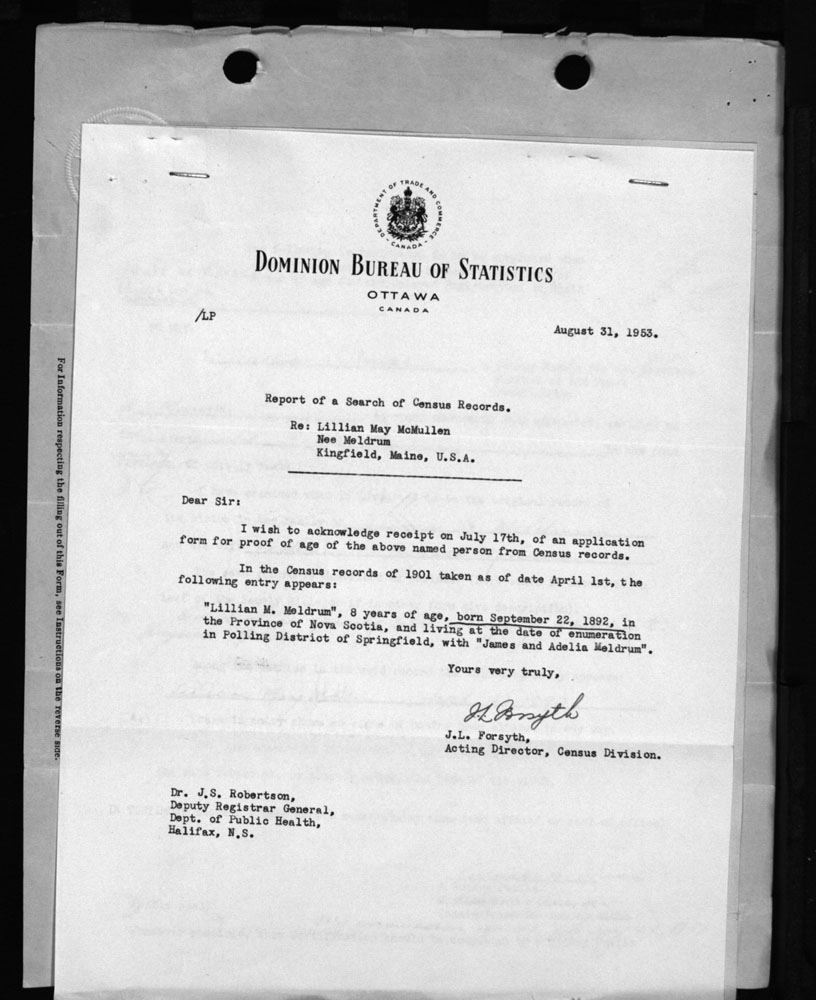 DEPARTMENT OF TRADE AND COMMERCE
CANADA
DOMINION BUREAU OF STATISTICS
OTTAWA
CANADA
/LP
August 31, 1953.
Report of a Search of Census Records.
Re: Lillian May McMullen
Nee Meldrum
Kingfield, Maine, U.S.A.
Dear Sir:
I wish to acknowledge receipt on July 17th, of an application
form for proof of age of the above named person from Census records.
In the Census records of 1901 taken as of date April 1st, the
following entry appears:
"Lillian M. Meldrum", 8 years of age, born September 22, 1892, in
the Province of Nova Scotia, and living at the date of enumeration
in Polling District of Springfield, with "James and Adelia Meldrum".
Yours very truly,
JL Forsyth
J.L. Forsyth,
Acting Director, Census Division.
Dr. J.S. Robertson,
Deputy Registrar General,
Dept. of Public Health,
Halifax, N.S.
For Information respecting the filling out of this Form, see Instructions on the reverse side.